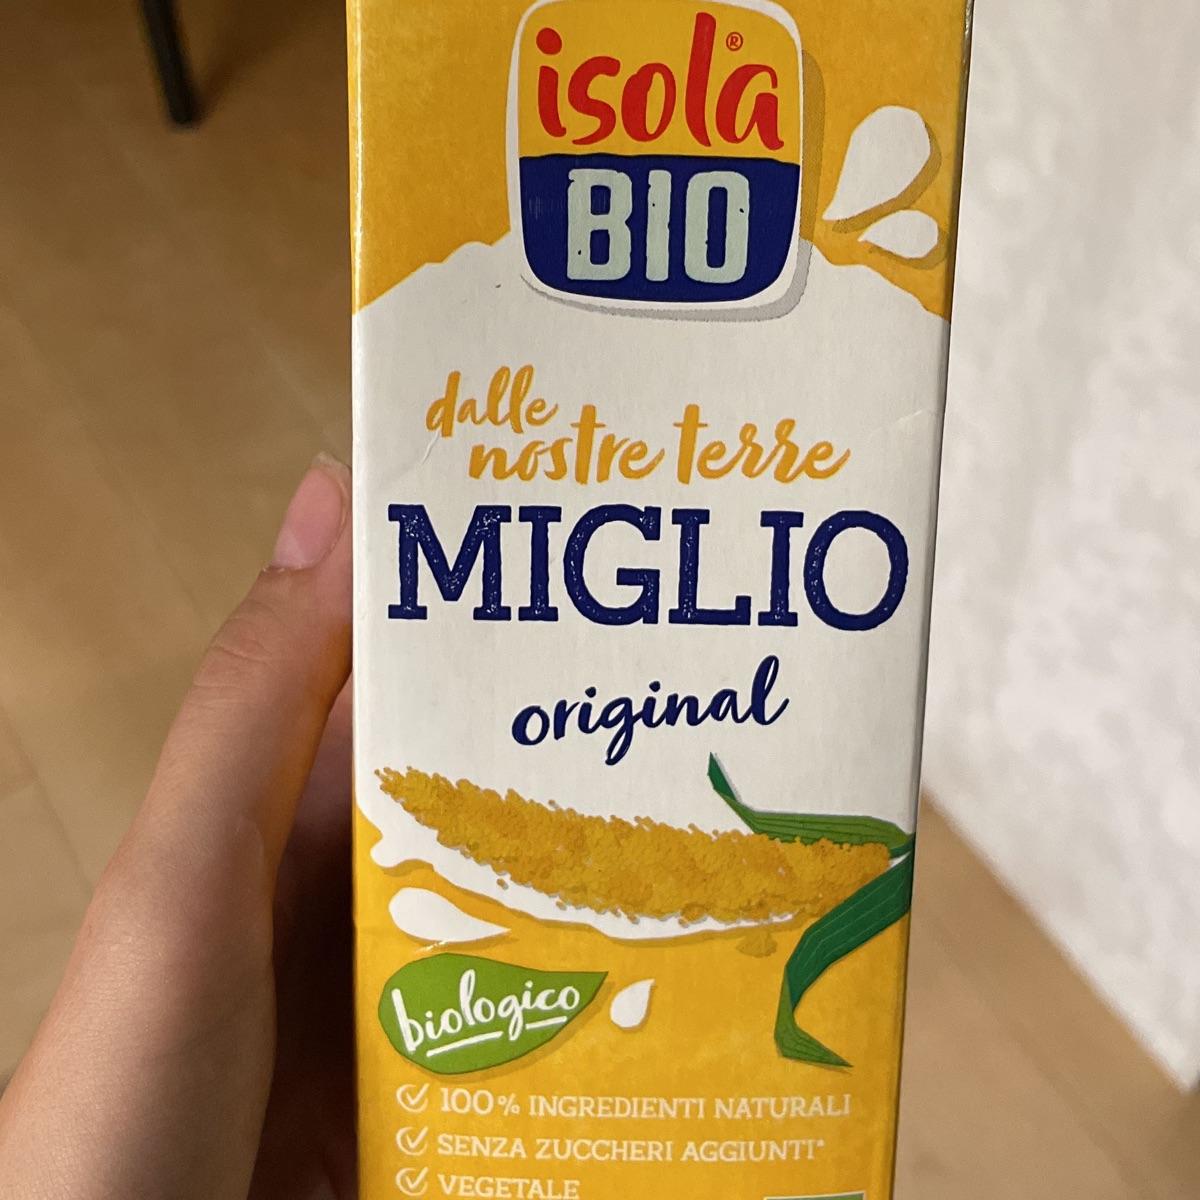 isola®
BIO
dalle
nostre terre
MIGLIO
original
biologico
100% INGREDIENTI NATURALI
SENZA ZUCCHERI AGGIUNTI*
VEGETALE